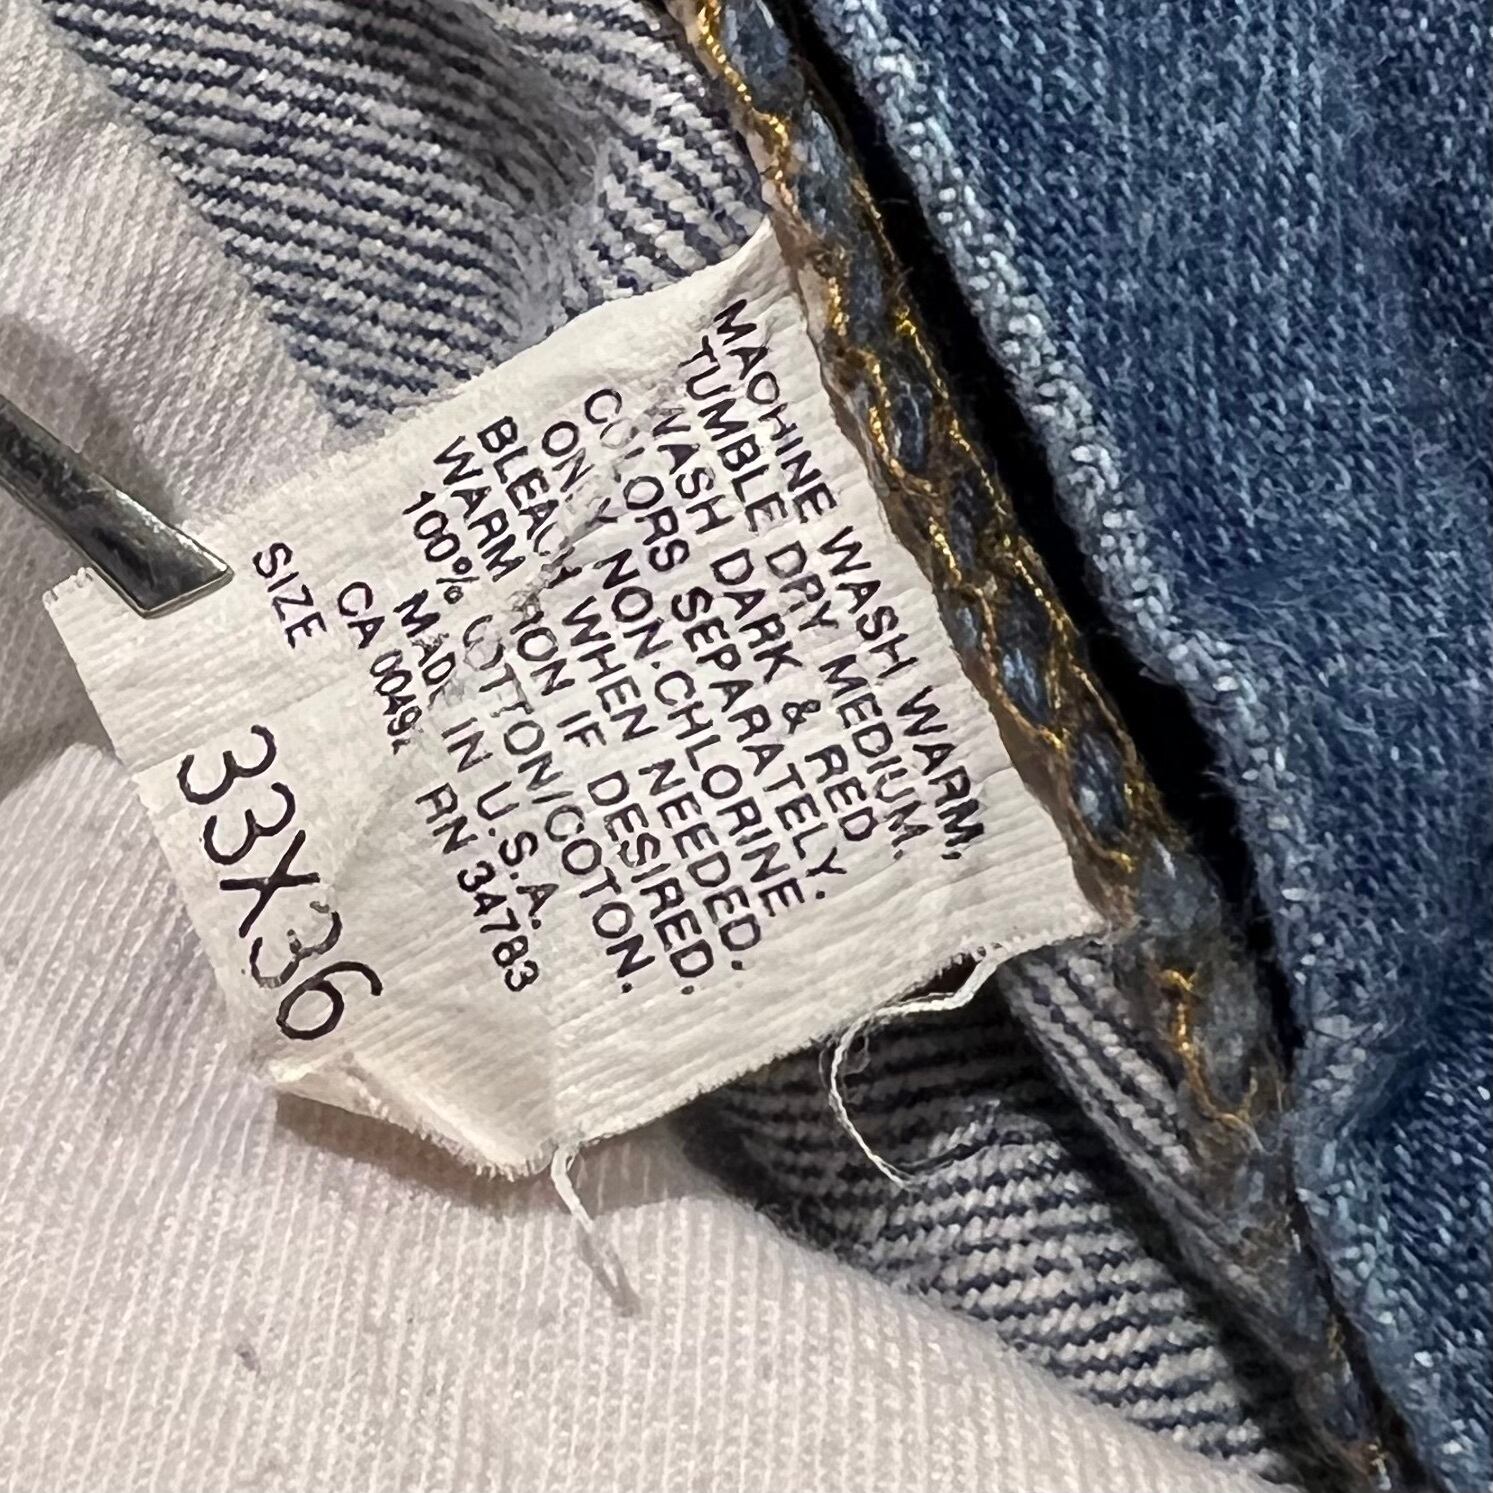 MACHINE WASH WARM,
TUMBLE DRY MEDIUM.
WASH DARK & RED
COLORS SEPARATELY.
ONLY NON-CHLORINE
BLEACH WHEN NEEDED.
WARM IRON IF DESIRED.
100% COTTON/COTON.
MADE IN U.S.A.
CA RN 34783
SIZE 33X36